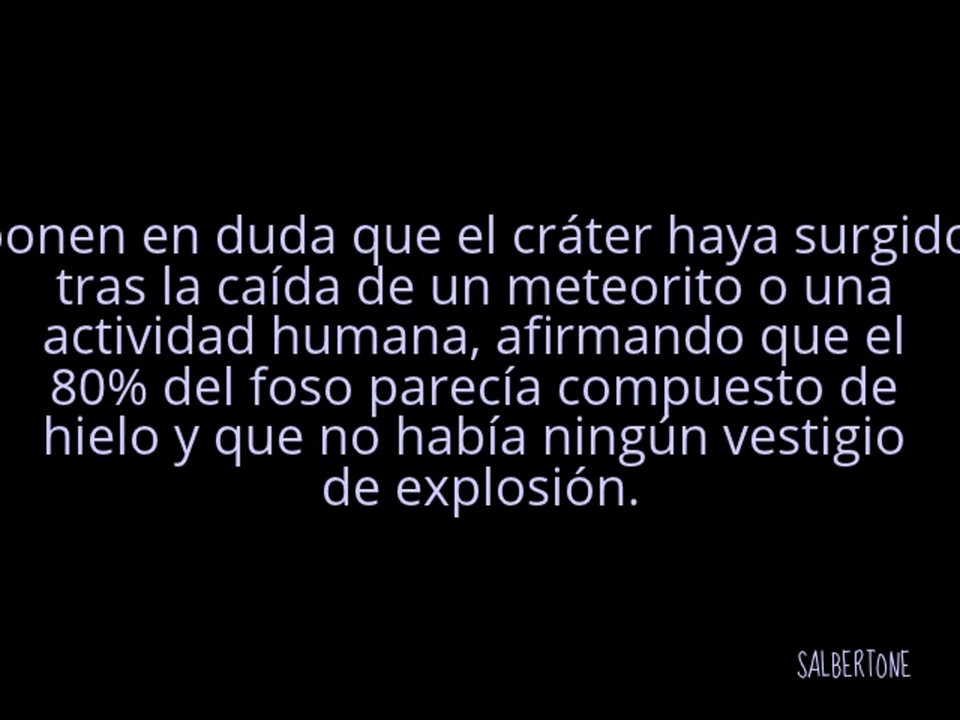 ponen en duda que el cráter haya surgido
tras la caída de un meteorito o una
actividad humana, afirmando que el
80% del foso parecía compuesto de
hielo y que no había ningún vestigio
de explosión.
SALBERTONE